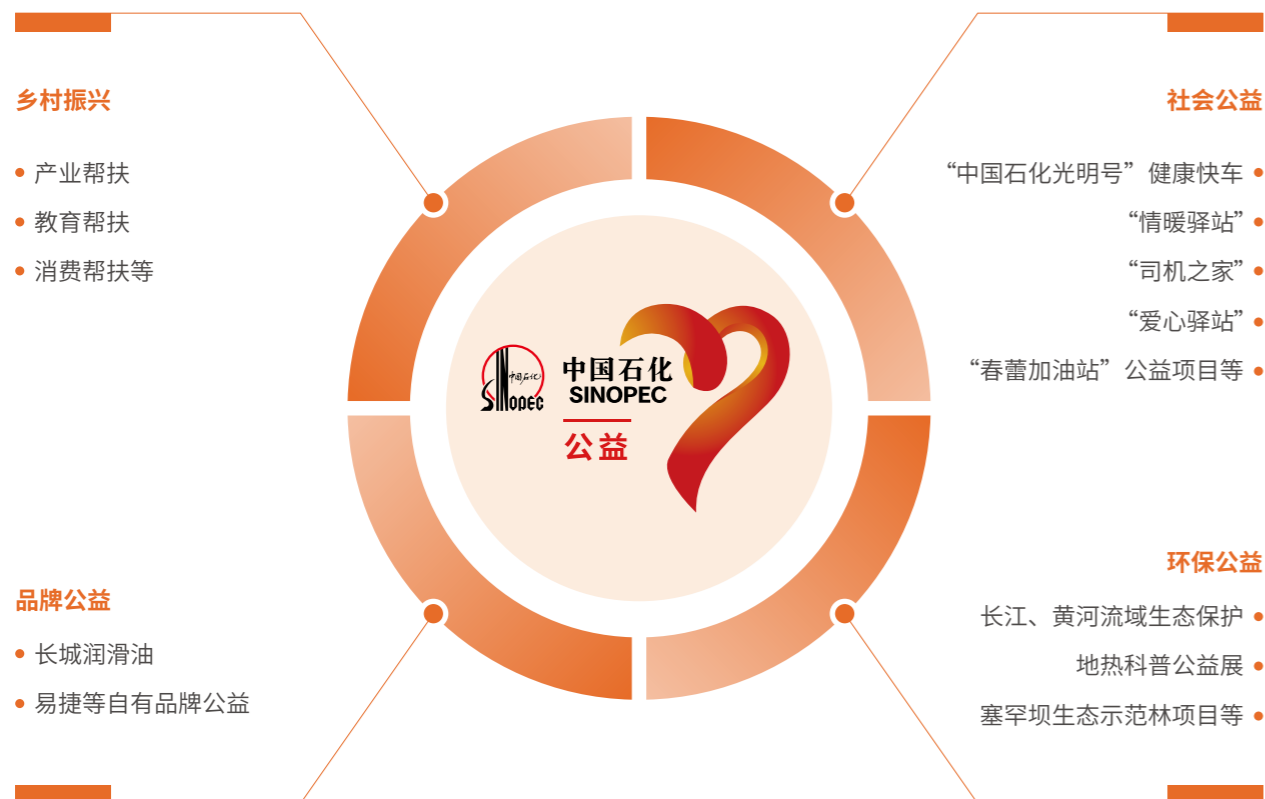 乡村振兴
产业帮扶
教育帮扶
消费帮扶等
社会公益
“中国石化光明号”健康快车
“情暖驿站”
“司机之家”
“爱心驿站”
“春蕾加油站”公益项目等
中国石化
SINOPEC
中国石化
SINOPEC
公益
品牌公益
长城润滑油
易捷等自有品牌公益
环保公益
长江、黄河流域生态保护
地热科普公益展
塞罕坝生态示范林项目等